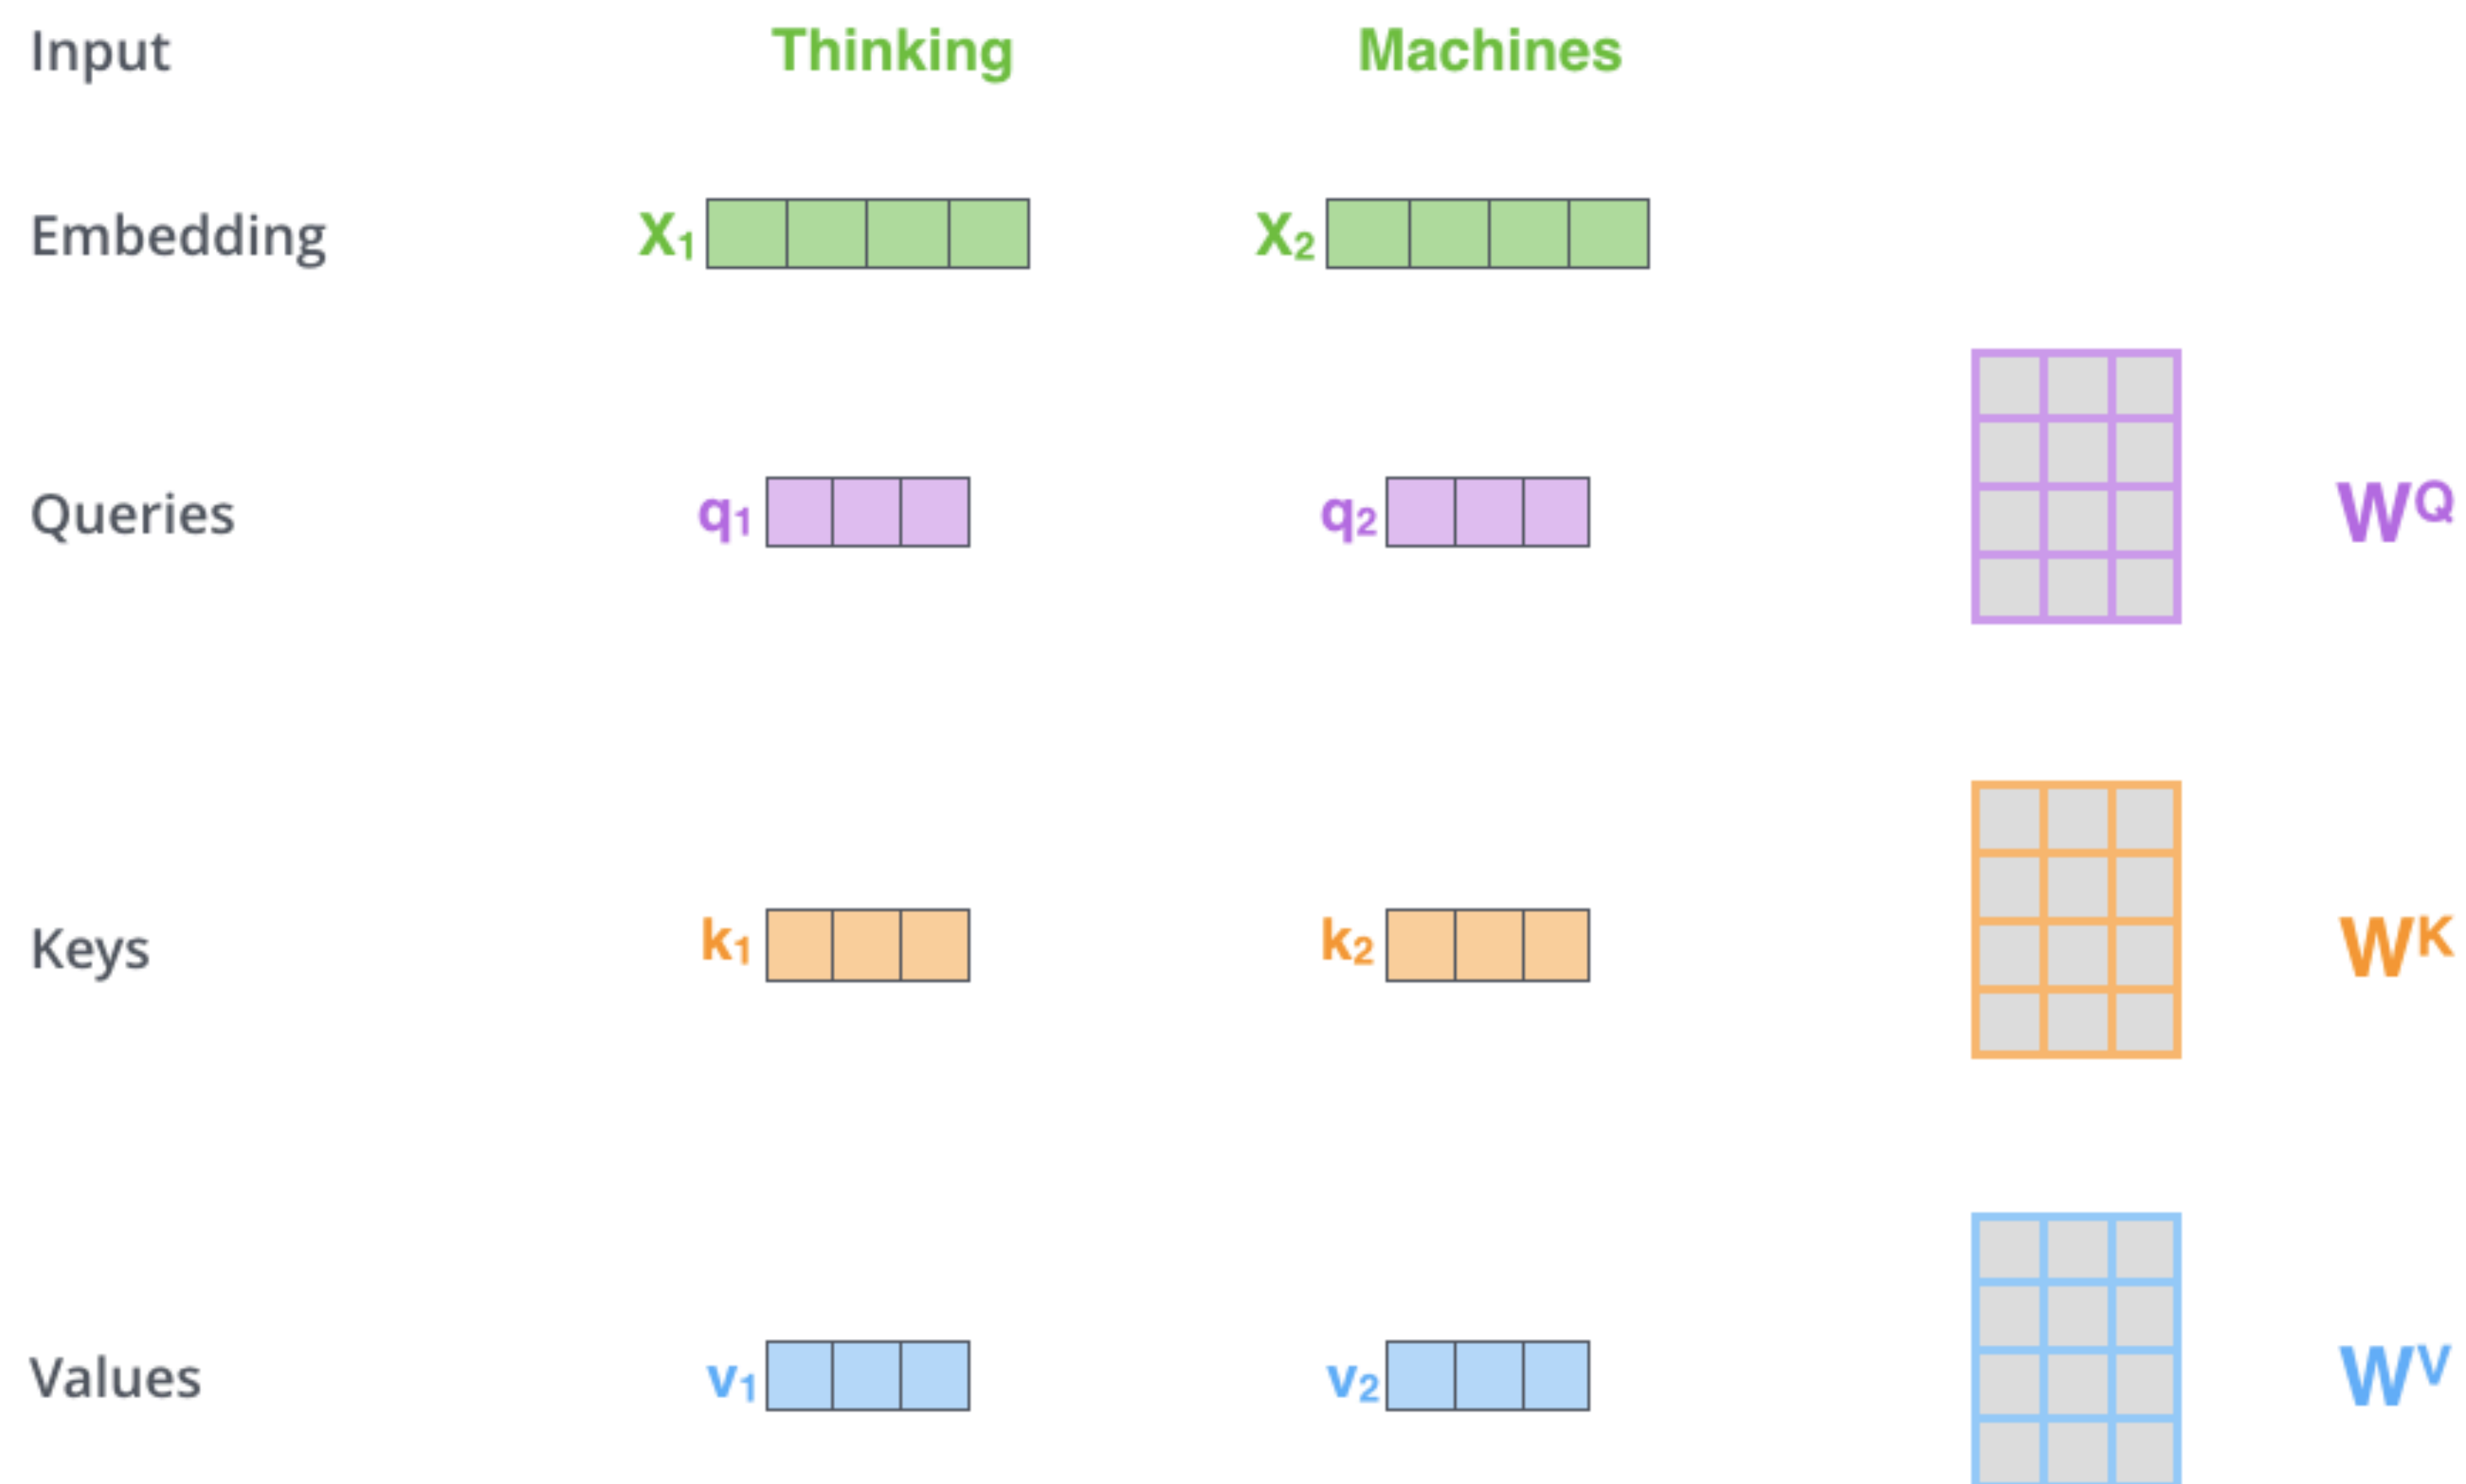 Input Thinking Machines
Embedding X1 X2
Queries q1 q2 WQ
Keys k1 k2 WK
Values v1 v2 WV